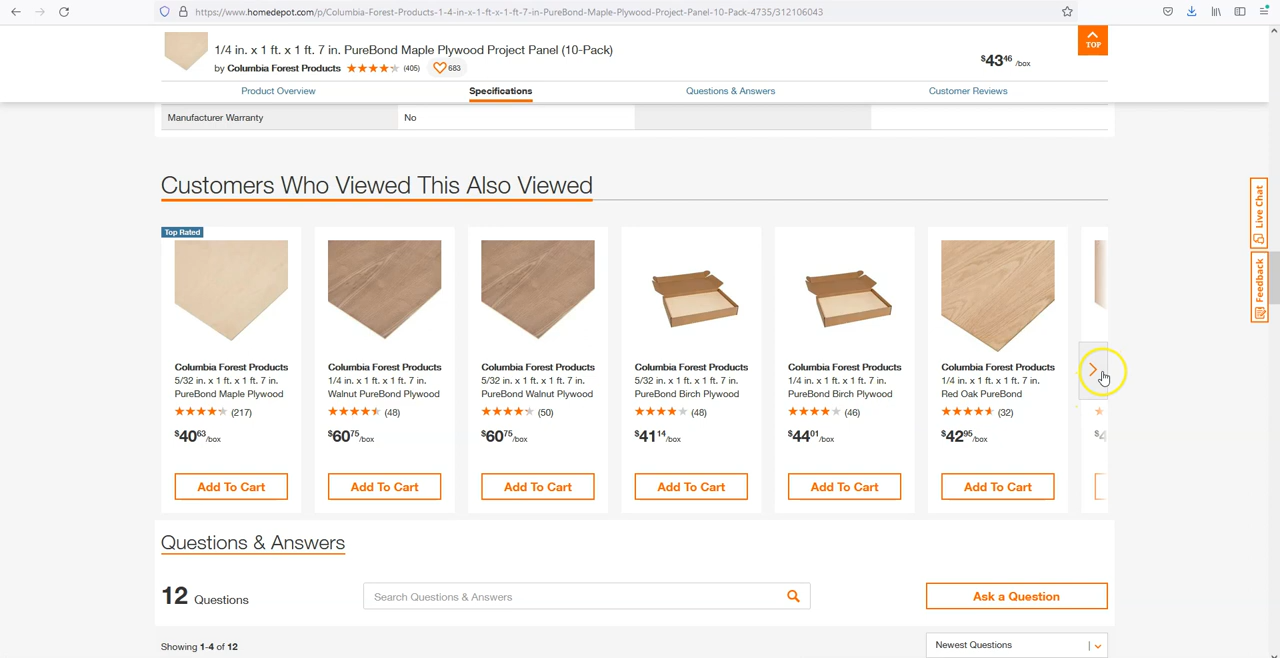 https://www.homedepot.com/p/Columbia-Forest-Products-1-4-in-x-1-ft-x-1-ft-7-in-PureBond-Maple-Plywood-Project-Panel-10-Pack-4735/312106043
1/4 in. x 1 ft. x 1 ft. 7 in. PureBond Maple Plywood Project Panel (10-Pack)
by Columbia Forest Products (405) 683
$43 46 /box
TOP
Product Overview
Specifications
Questions & Answers
Customer Reviews
Manufacturer Warranty
No
Customers Who Viewed This Also Viewed
Top Rated
Columbia Forest Products
5/32 in. x 1 ft. x 1 ft. 7 in.
PureBond Maple Plywood
(217)
$40 63 /box
Add To Cart
Columbia Forest Products
1/4 in. x 1 ft. x 1 ft. 7 in.
Walnut PureBond Plywood
(48)
$60 75 /box
Add To Cart
Columbia Forest Products
5/32 in. x 1 ft. x 1 ft. 7 in.
PureBond Walnut Plywood
(50)
$60 75 /box
Add To Cart
Columbia Forest Products
5/32 in. x 1 ft. x 1 ft. 7 in.
PureBond Birch Plywood
(48)
$41 14 /box
Add To Cart
Columbia Forest Products
1/4 in. x 1 ft. x 1 ft. 7 in.
PureBond Birch Plywood
(46)
$44 01 /box
Add To Cart
Columbia Forest Products
1/4 in. x 1 ft. x 1 ft. 7 in.
Red Oak PureBond
(32)
$42 95 /box
Add To Cart
Live Chat
Feedback
Questions & Answers
12 Questions
Search Questions & Answers
Ask a Question
Showing 1-4 of 12
Newest Questions